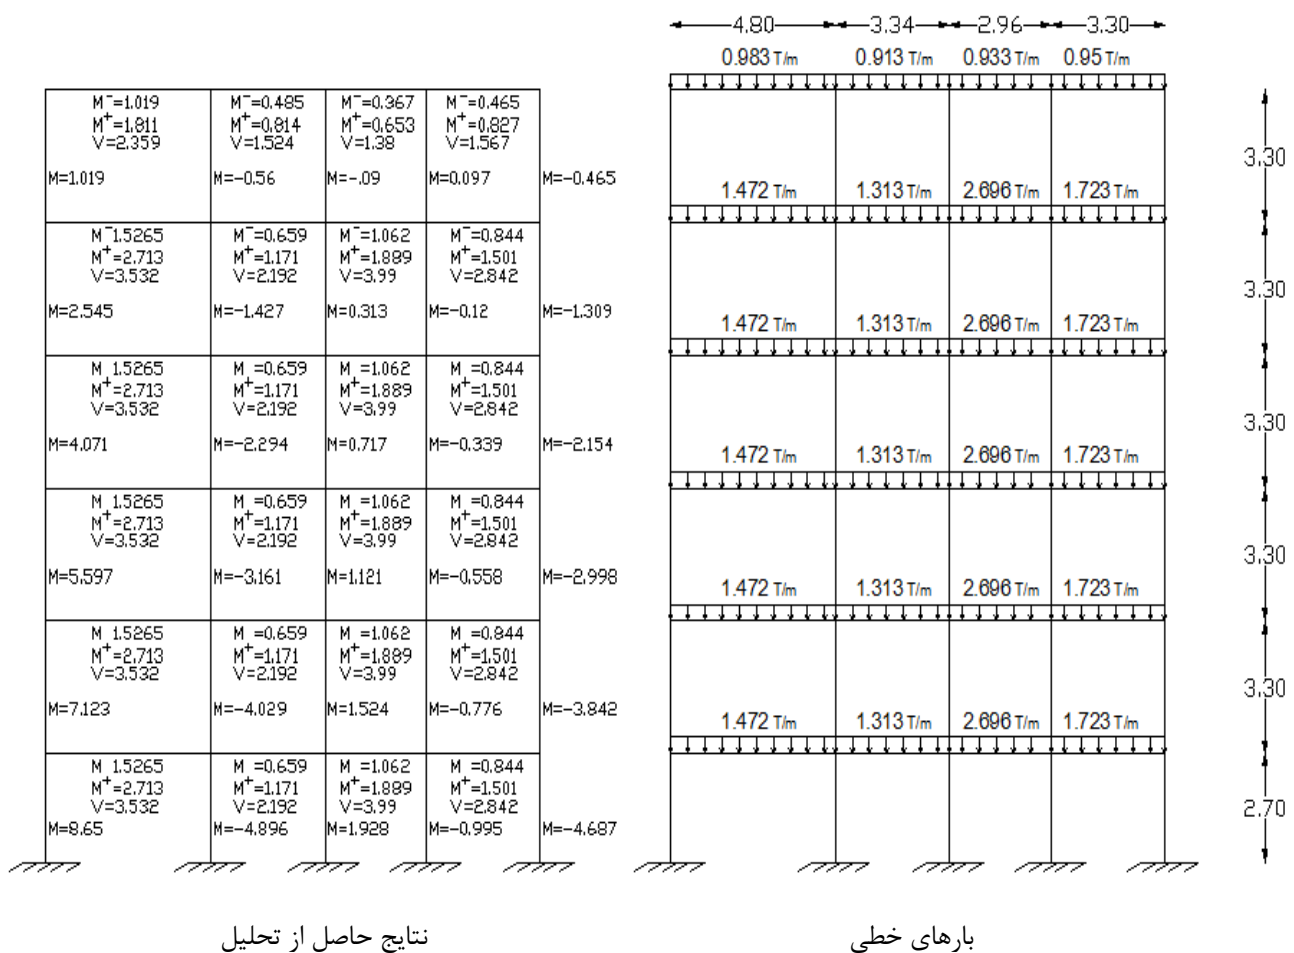 4.80 3.34 2.96 3.30
0.983 T/m 0.913 T/m 0.933 T/m 0.95 T/m
M⁻=1.019 M⁻=0.485 M⁻=0.367 M⁻=0.465
M⁺=1.811 M⁺=0.814 M⁺=0.653 M⁺=0.827
V=2.359 V=1.524 V=1.38 V=1.567
3.30
M=1.019 M=-0.56 M=-.09 M=0.097 M=-0.465
1.472 T/m 1.313 T/m 2.696 T/m 1.723 T/m
M⁻1.5265 M⁻=0.659 M⁻=1.062 M⁻=0.844
M⁺=2.713 M⁺=1.171 M⁺=1.889 M⁺=1.501
V=3.532 V=2.192 V=3.99 V=2.842
3.30
M=2.545 M=-1.427 M=0.313 M=-0.12 M=-1.309
1.472 T/m 1.313 T/m 2.696 T/m 1.723 T/m
M 1.5265 M =0.659 M =1.062 M =0.844
M⁺=2.713 M⁺=1.171 M⁺=1.889 M⁺=1.501
V=3.532 V=2.192 V=3.99 V=2.842
3.30
M=4.071 M=-2.294 M=0.717 M=-0.339 M=-2.154
1.472 T/m 1.313 T/m 2.696 T/m 1.723 T/m
M 1.5265 M =0.659 M =1.062 M =0.844
M⁺=2.713 M⁺=1.171 M⁺=1.889 M⁺=1.501
V=3.532 V=2.192 V=3.99 V=2.842
3.30
M=5.597 M=-3.161 M=1.121 M=-0.558 M=-2.998
1.472 T/m 1.313 T/m 2.696 T/m 1.723 T/m
M 1.5265 M =0.659 M =1.062 M =0.844
M⁺=2.713 M⁺=1.171 M⁺=1.889 M⁺=1.501
V=3.532 V=2.192 V=3.99 V=2.842
3.30
M=7.123 M=-4.029 M=1.524 M=-0.776 M=-3.842
1.472 T/m 1.313 T/m 2.696 T/m 1.723 T/m
M 1.5265 M =0.659 M =1.062 M =0.844
M⁺=2.713 M⁺=1.171 M⁺=1.889 M⁺=1.501
V=3.532 V=2.192 V=3.99 V=2.842
2.70
M=8.65 M=-4.896 M=1.928 M=-0.995 M=-4.687
بارهای خطی
نتایج حاصل از تحلیل